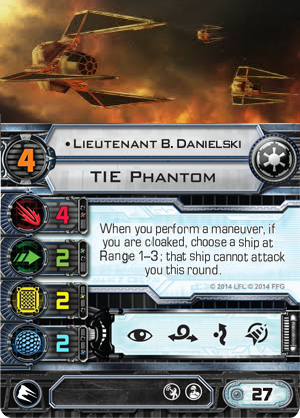 • Lieutenant B. Danielski
4
TIE Phantom
4
When you perform a maneuver, if
you are cloaked, choose a ship at
Range 1–3; that ship cannot attack
you this round.
2
© 2014 LFL © 2014 FFG
2
2
27